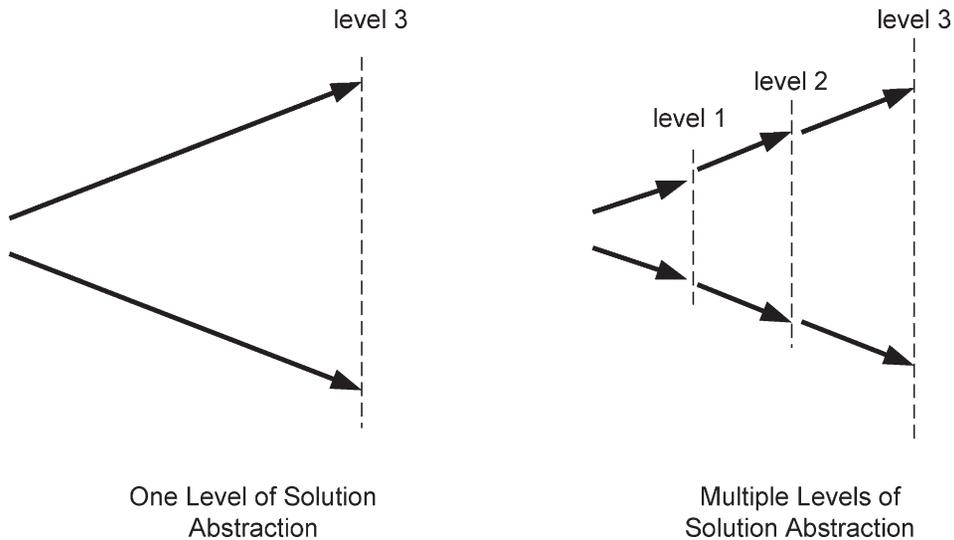 level 3
level 3
level 2
level 1
One Level of Solution
Abstraction
Multiple Levels of
Solution Abstraction